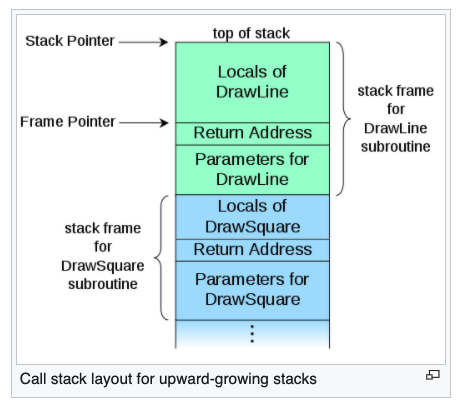 top of stack
Stack Pointer
Locals of
DrawLine
stack frame
for
DrawLine
subroutine
Frame Pointer
Return Address
Parameters for
DrawLine
stack frame
for
DrawSquare
subroutine
Locals of
DrawSquare
Return Address
Parameters for
DrawSquare
Call stack layout for upward-growing stacks